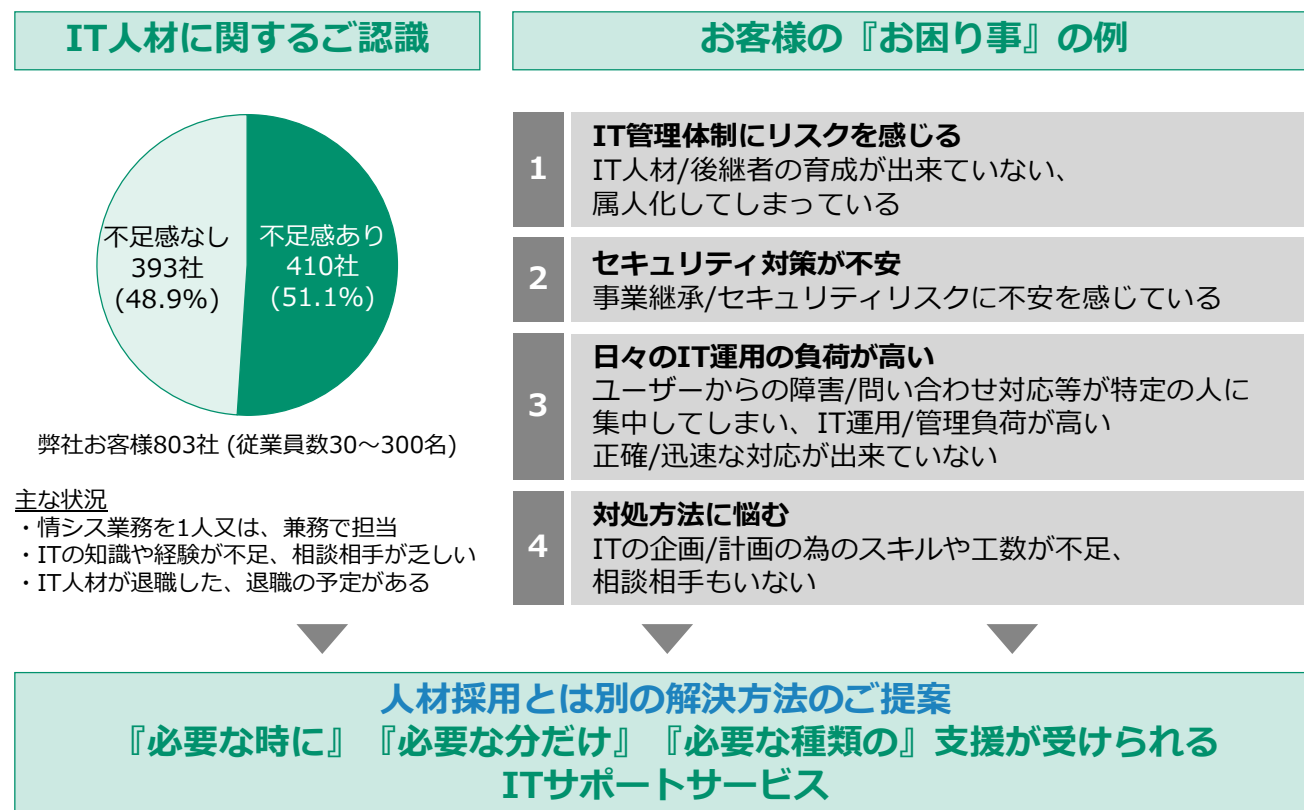 IT人材に関するご認識
不足感なし
393社
(48.9%)
不足感あり
410社
(51.1%)
弊社お客様803社 (従業員数30～300名)
主な状況
・情シス業務を1人又は、兼務で担当
・ITの知識や経験が不足、相談相手が乏しい
・IT人材が退職した、退職の予定がある
お客様の『お困り事』の例
1
IT管理体制にリスクを感じる
IT人材/後継者の育成が出来ていない、
属人化してしまっている
2
セキュリティ対策が不安
事業継承/セキュリティリスクに不安を感じている
3
日々のIT運用の負荷が高い
ユーザーからの障害/問い合わせ対応等が特定の人に
集中してしまい、IT運用/管理負荷が高い
正確/迅速な対応が出来ていない
4
対処方法に悩む
ITの企画/計画の為のスキルや工数が不足、
相談相手もいない
人材採用とは別の解決方法のご提案
『必要な時に』『必要な分だけ』『必要な種類の』支援が受けられる
ITサポートサービス